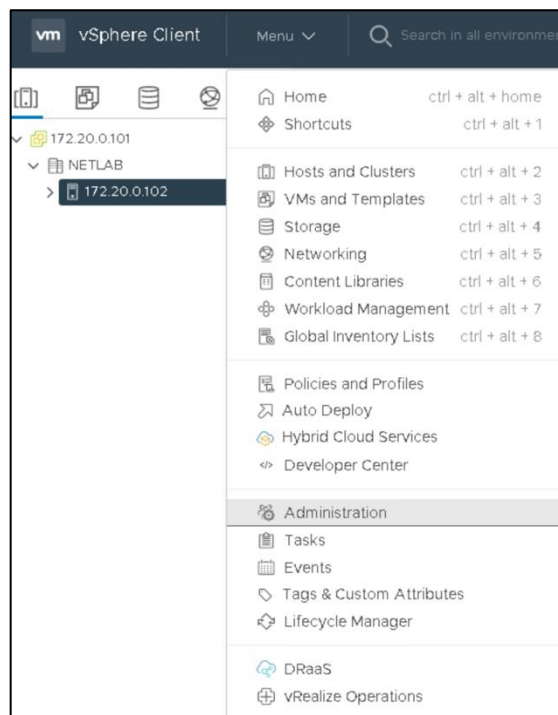 vm vSphere Client Menu Search in all environme
172.20.0.101
NETLAB
172.20.0.102
Home ctrl + alt + home
Shortcuts ctrl + alt + 1
Hosts and Clusters ctrl + alt + 2
VMs and Templates ctrl + alt + 3
Storage ctrl + alt + 4
Networking ctrl + alt + 5
Content Libraries ctrl + alt + 6
Workload Management ctrl + alt + 7
Global Inventory Lists ctrl + alt + 8
Policies and Profiles
Auto Deploy
Hybrid Cloud Services
Developer Center
Administration
Tasks
Events
Tags & Custom Attributes
Lifecycle Manager
DRaaS
vRealize Operations